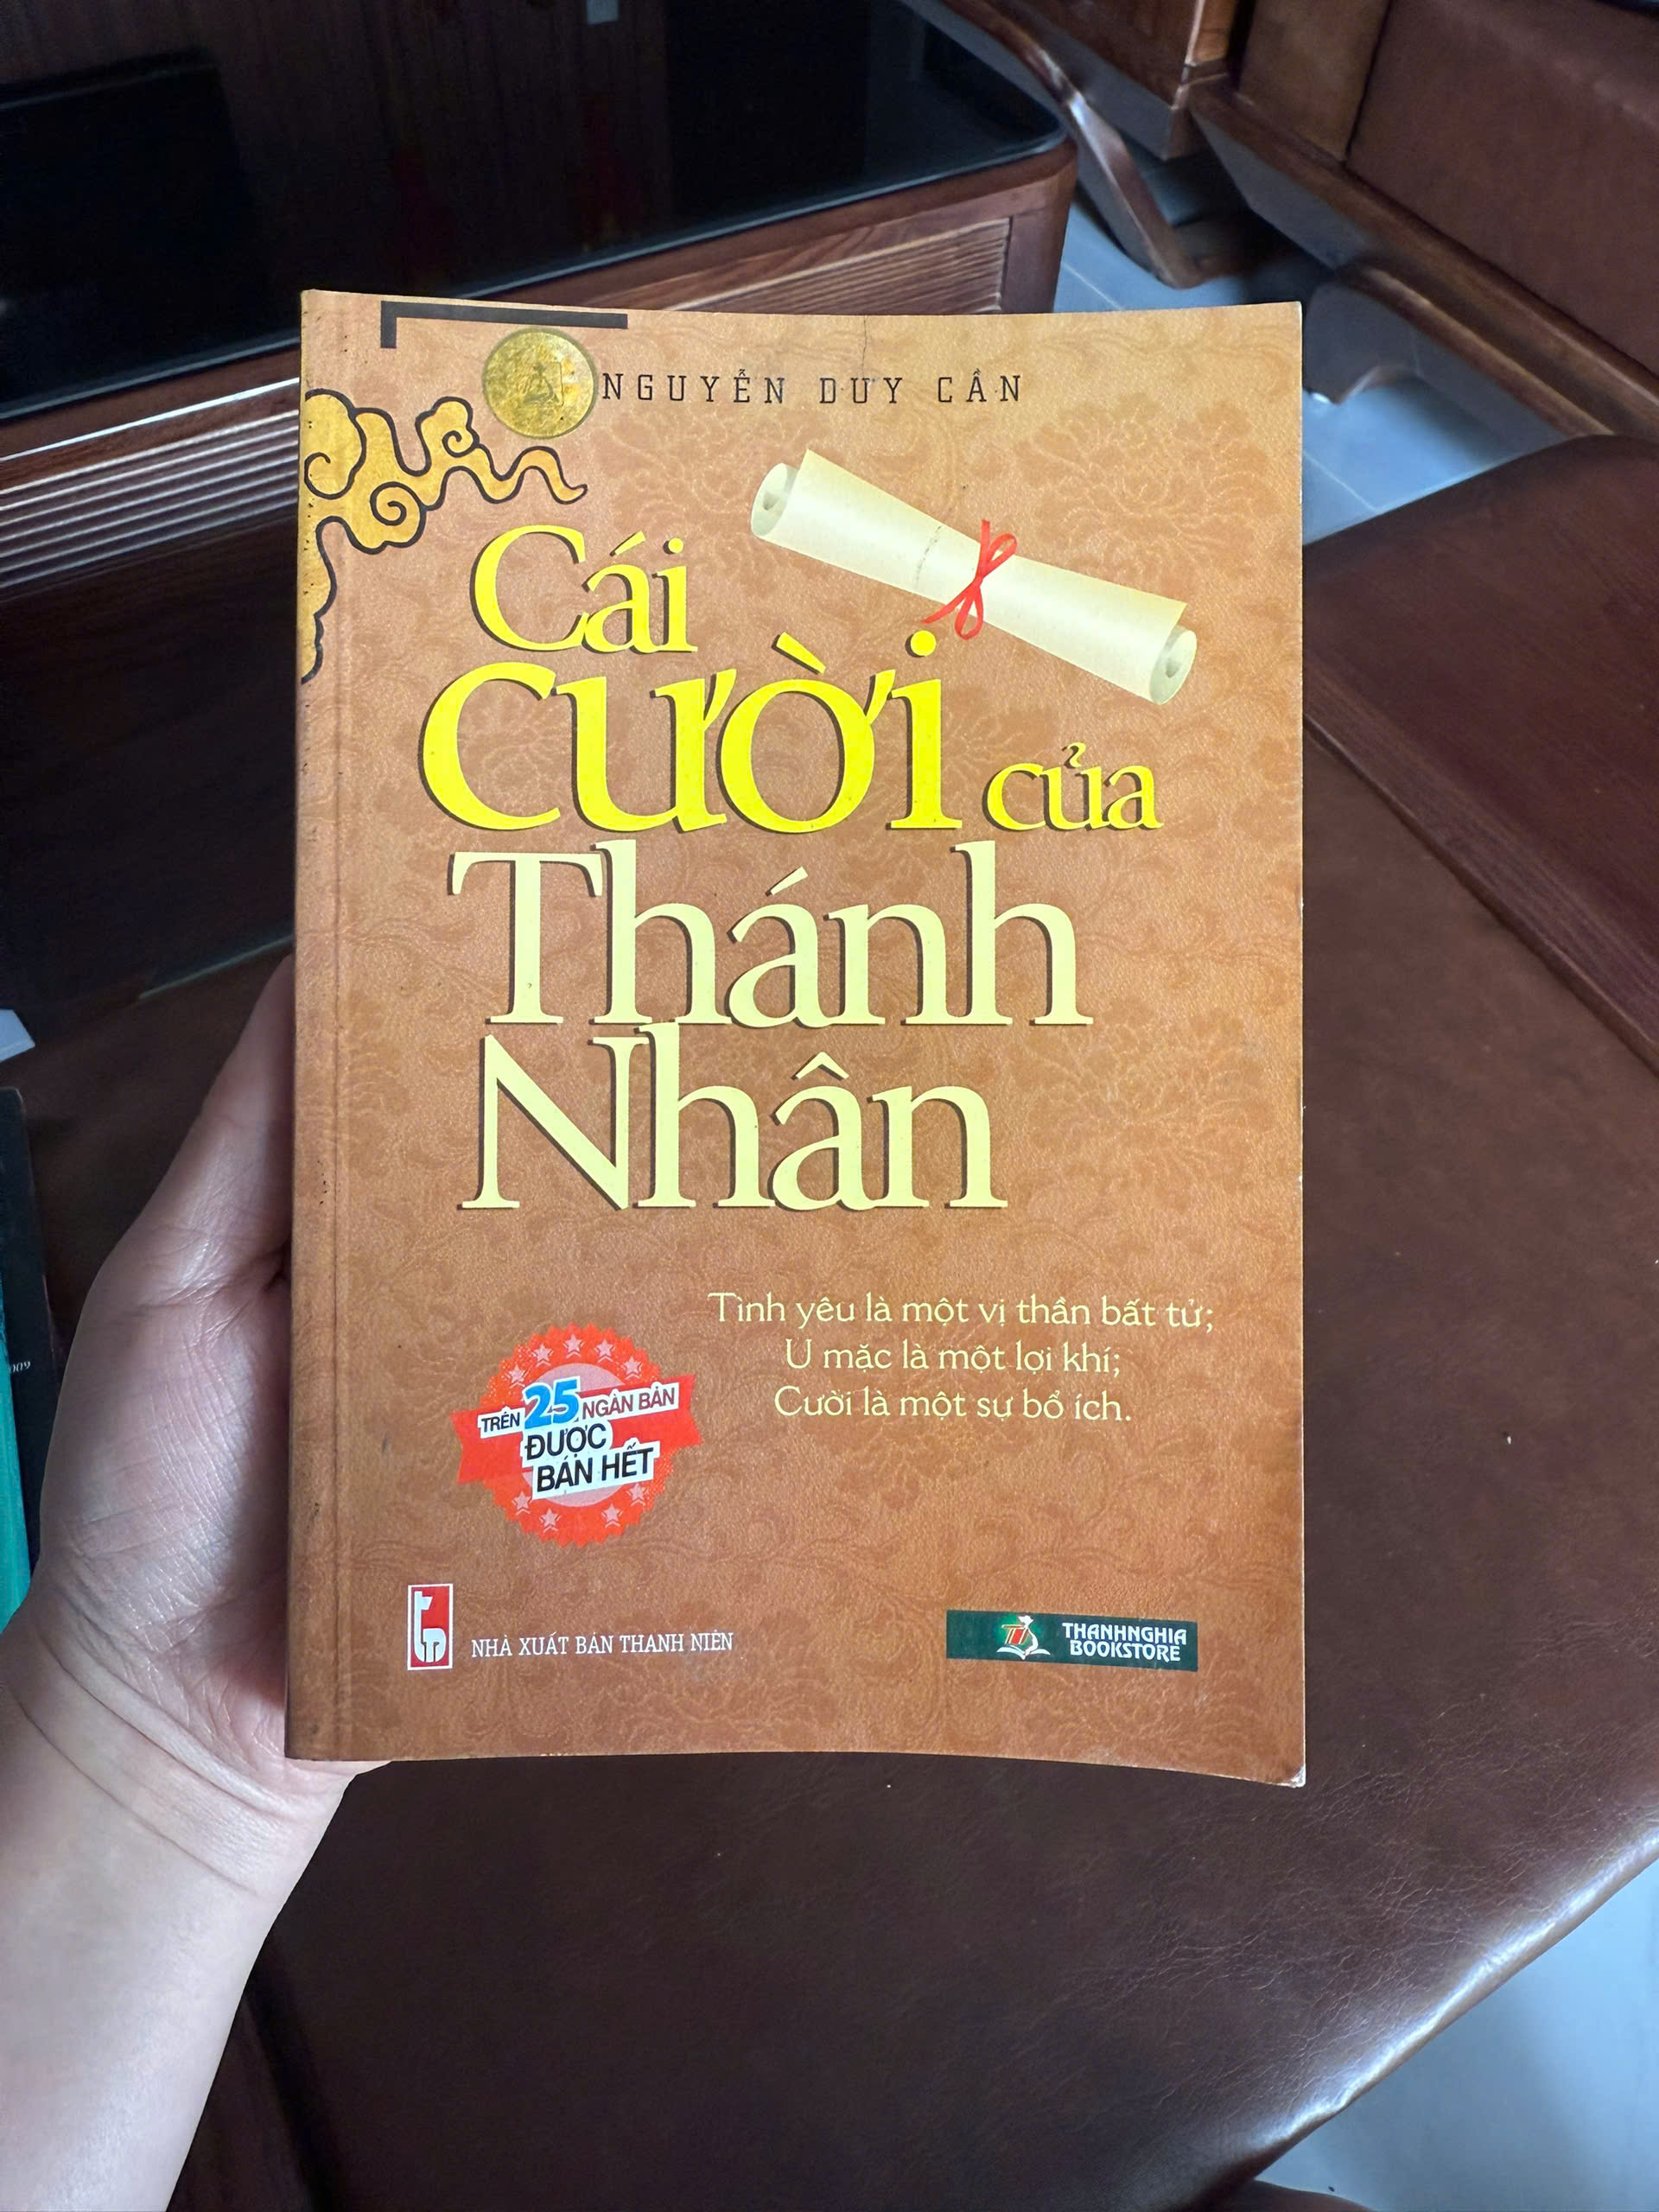 NGUYỄN DUY CẦN
Cái
cười của
Thánh
Nhân
Tình yêu là một vị thần bất tử;
U mặc là một lợi khí;
Cười là một sự bổ ích.
TRÊN 25 NGÀN BẢN
ĐƯỢC
BÁN HẾT
NHÀ XUẤT BẢN THANH NIÊN
THANHNGHIA
BOOKSTORE
009